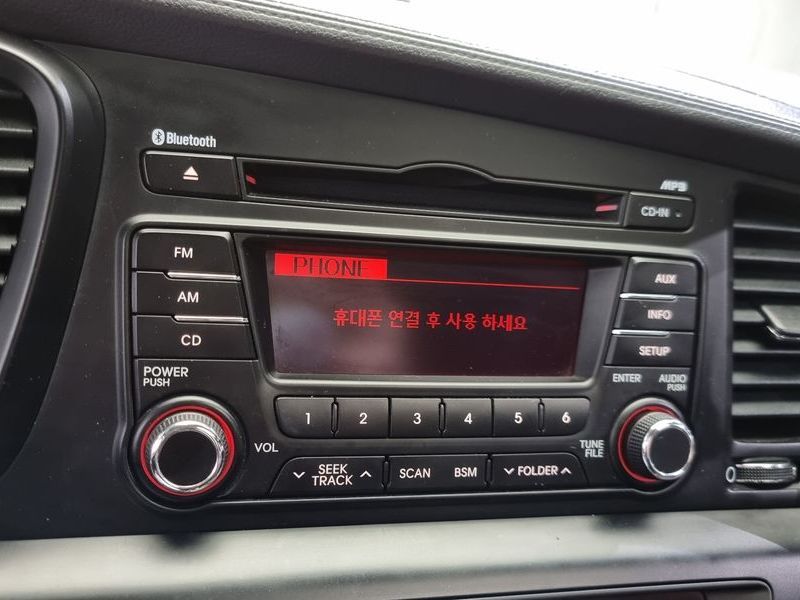 Bluetooth
MP3
CD-IN
FM
AM
CD
PHONE
휴대폰 연결 후 사용 하세요
AUX
INFO
SETUP
POWER
PUSH
ENTER
AUDIO
PUSH
1 2 3 4 5 6
VOL
TUNE
FILE
SEEK
TRACK
SCAN
BSM
FOLDER
0